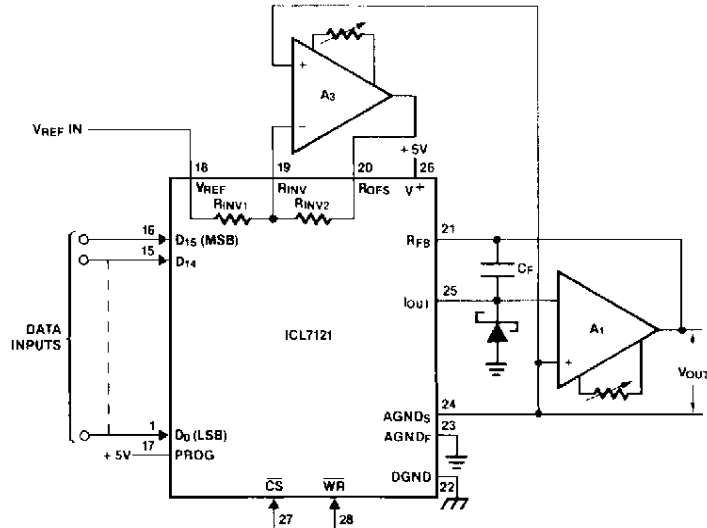 A3
+
−
VREF IN
+ 5V
18
19
20
26
VREF
RINV
ROFS
V+
RINV1
RINV2
21
RFB
16
D15 (MSB)
15
D14
CF
25
IOUT
A1
+
DATA
INPUTS
ICL7121
VOUT
24
AGNDS
23
AGNDF
1
D0 (LSB)
17
+ 5V
PROG
DGND
22
CS
WR
27
28